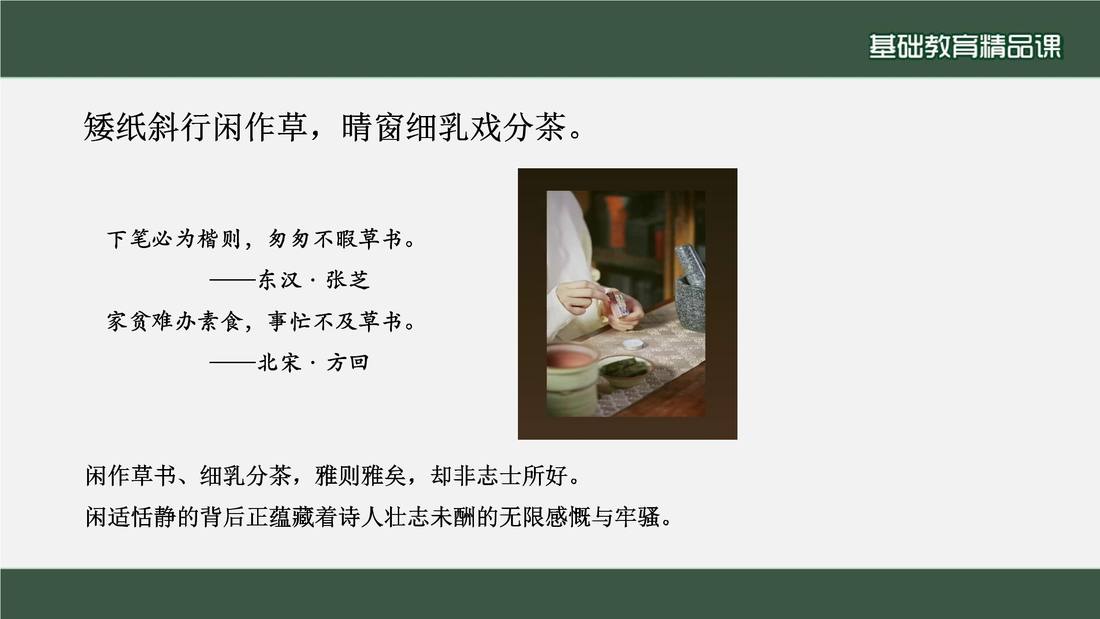 基础教育精品课
矮纸斜行闲作草，晴窗细乳戏分茶。
下笔必为楷则，匆匆不暇草书。
——东汉·张芝
家贫难办素食，事忙不及草书。
——北宋·方回
闲作草书、细乳分茶，雅则雅矣，却非志士所好。
闲适恬静的背后正蕴藏着诗人壮志未酬的无限感慨与牢骚。